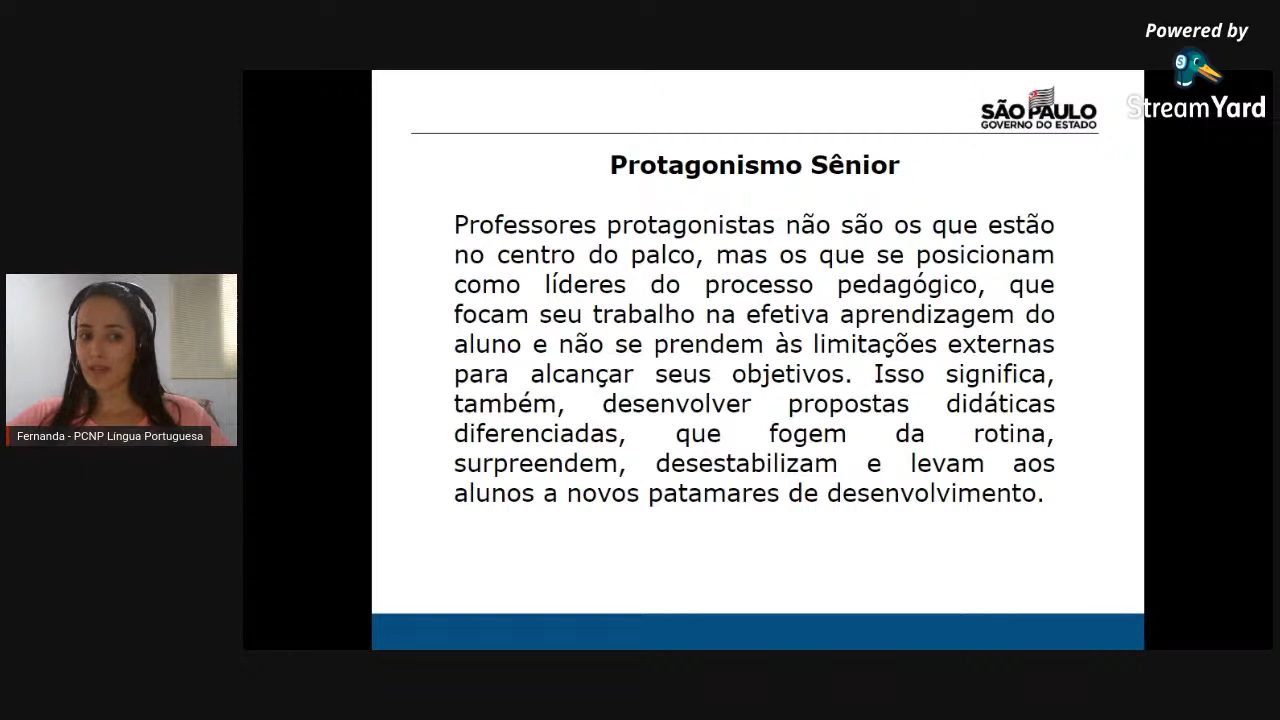 Powered by
StreamYard
SÃO PAULO
GOVERNO DO ESTADO
Protagonismo Sênior
Professores protagonistas não são os que estão
no centro do palco, mas os que se posicionam
como líderes do processo pedagógico, que
focam seu trabalho na efetiva aprendizagem do
aluno e não se prendem às limitações externas
para alcançar seus objetivos. Isso significa,
também, desenvolver propostas didáticas
diferenciadas, que fogem da rotina,
surpreendem, desestabilizam e levam aos
alunos a novos patamares de desenvolvimento.
Fernanda - PCNP Língua Portuguesa